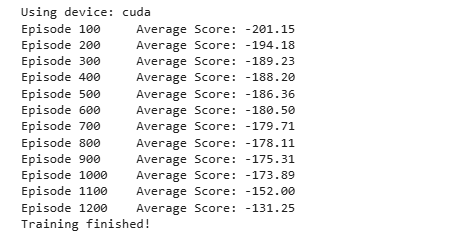 Using device: cuda
Episode 100 Average Score: -201.15
Episode 200 Average Score: -194.18
Episode 300 Average Score: -189.23
Episode 400 Average Score: -188.20
Episode 500 Average Score: -186.36
Episode 600 Average Score: -180.50
Episode 700 Average Score: -179.71
Episode 800 Average Score: -178.11
Episode 900 Average Score: -175.31
Episode 1000 Average Score: -173.89
Episode 1100 Average Score: -152.00
Episode 1200 Average Score: -131.25
Training finished!